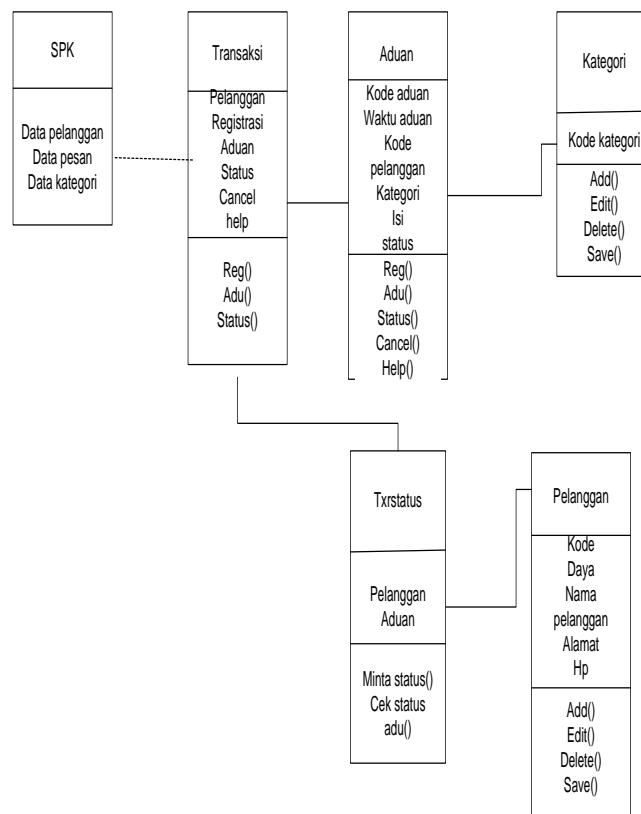 SPK
Data pelanggan
Data pesan
Data kategori
Transaksi
Pelanggan
Registrasi
Aduan
Status
Cancel
help
Reg()
Adu()
Status()
Aduan
Kode aduan
Waktu aduan
Kode
pelanggan
Kategori
Isi
status
Reg()
Adu()
Status()
Cancel()
Help()
Kategori
Kode kategori
Add()
Edit()
Delete()
Save()
Txrstatus
Pelanggan
Aduan
Minta status()
Cek status
adu()
Pelanggan
Kode
Daya
Nama
pelanggan
Alamat
Hp
Add()
Edit()
Delete()
Save()